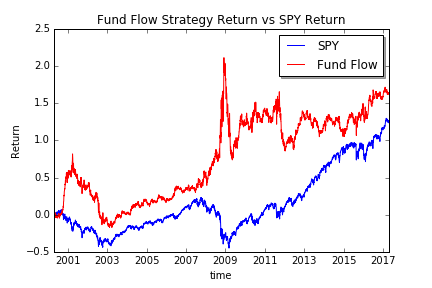 Fund Flow Strategy Return vs SPY Return
2.5
2.0
1.5
1.0
0.5
0.0
−0.5
Return
SPY
Fund Flow
2001 2003 2005 2007 2009 2011 2013 2015 2017
time